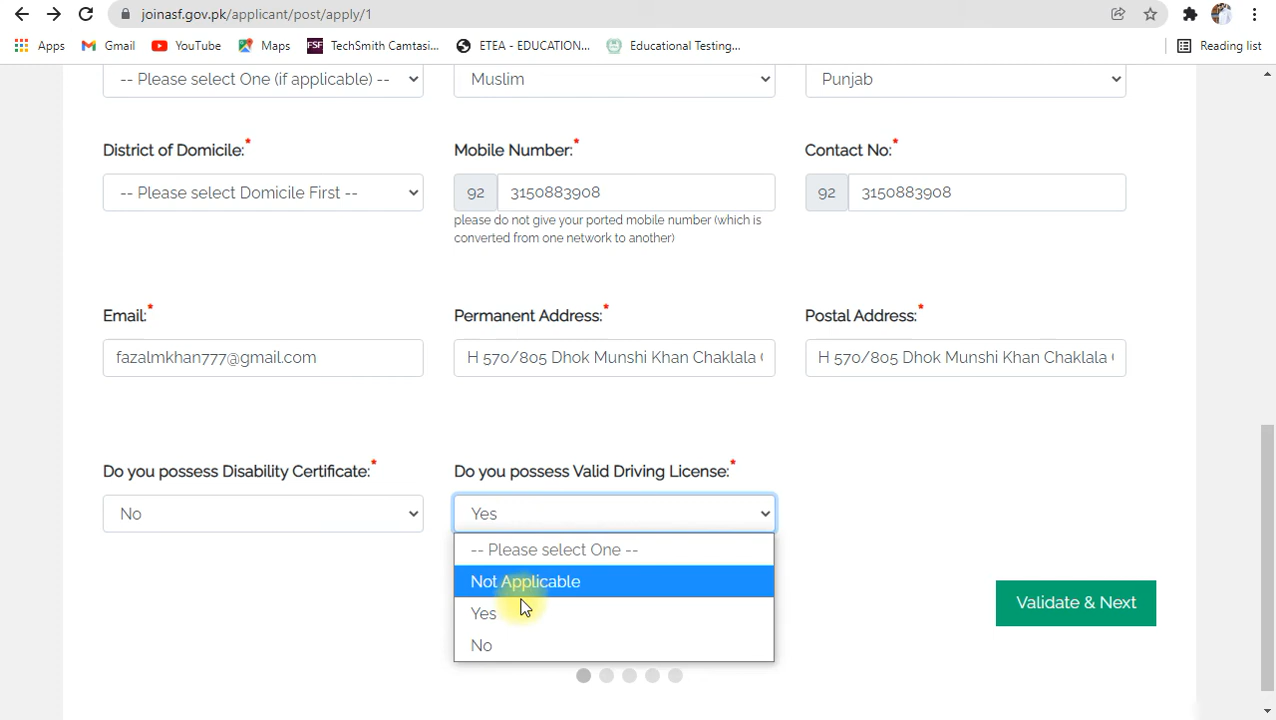 joinasf.gov.pk/applicant/post/apply/1
Apps Gmail YouTube Maps FSF TechSmith Camtasi... ETEA - EDUCATION... Educational Testing... Reading list
-- Please select One (if applicable) -- Muslim Punjab
District of Domicile:* Mobile Number:* Contact No:*
-- Please select Domicile First -- 92 3150883908 92 3150883908
please do not give your ported mobile number (which is
converted from one network to another)
Email:* Permanent Address:* Postal Address:*
fazalmkhan777@gmail.com H 570/805 Dhok Munshi Khan Chaklala H 570/805 Dhok Munshi Khan Chaklala
Do you possess Disability Certificate:* Do you possess Valid Driving License:*
No Yes
-- Please select One --
Not Applicable
Yes
No
Validate & Next